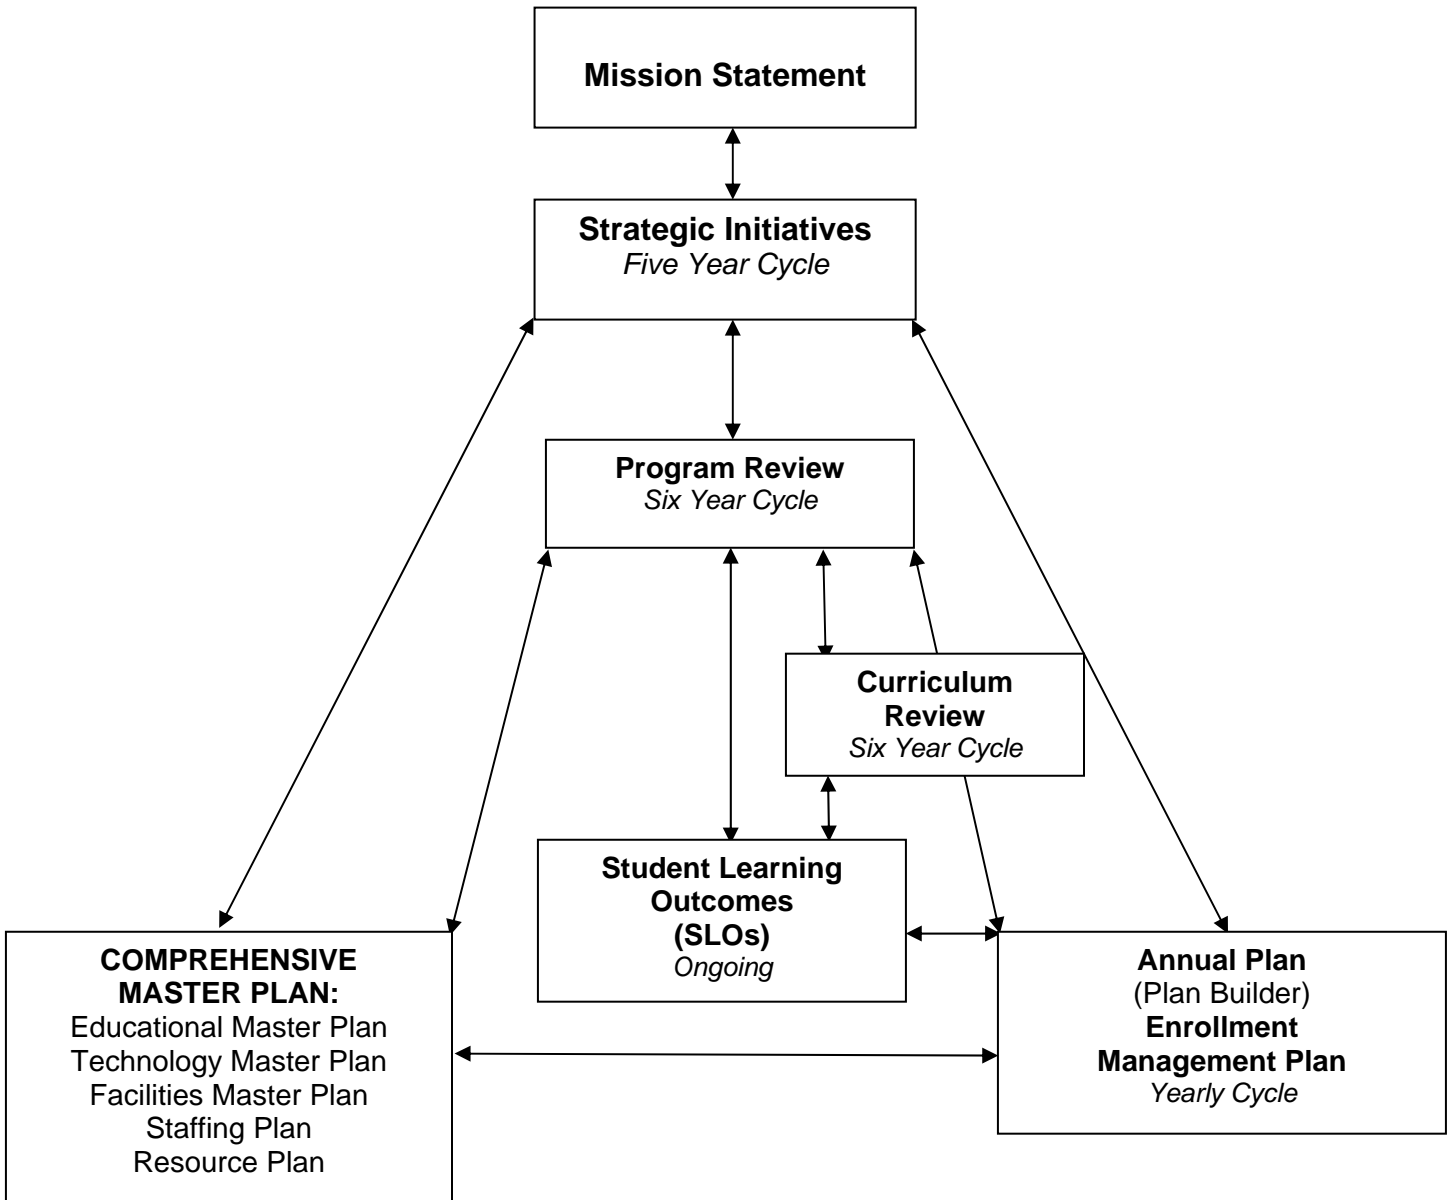 Mission Statement
Strategic Initiatives
Five Year Cycle
Program Review
Six Year Cycle
Curriculum
Review
Six Year Cycle
Student Learning
Outcomes
(SLOs)
Ongoing
COMPREHENSIVE
MASTER PLAN:
Educational Master Plan
Technology Master Plan
Facilities Master Plan
Staffing Plan
Resource Plan
Annual Plan
(Plan Builder)
Enrollment
Management Plan
Yearly Cycle